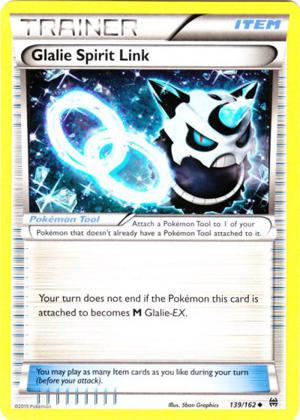 TRAINER
ITEM
Glalie Spirit Link
Pokémon Tool
Attach a Pokémon Tool to 1 of your
Pokémon that doesn't already have a Pokémon Tool attached to it.
Your turn does not end if the Pokémon this card is
attached to becomes M Glalie-EX.
You may play as many Item cards as you like during your turn
(before your attack).
Illus. 5ban Graphics
139/162
©2015 Pokémon